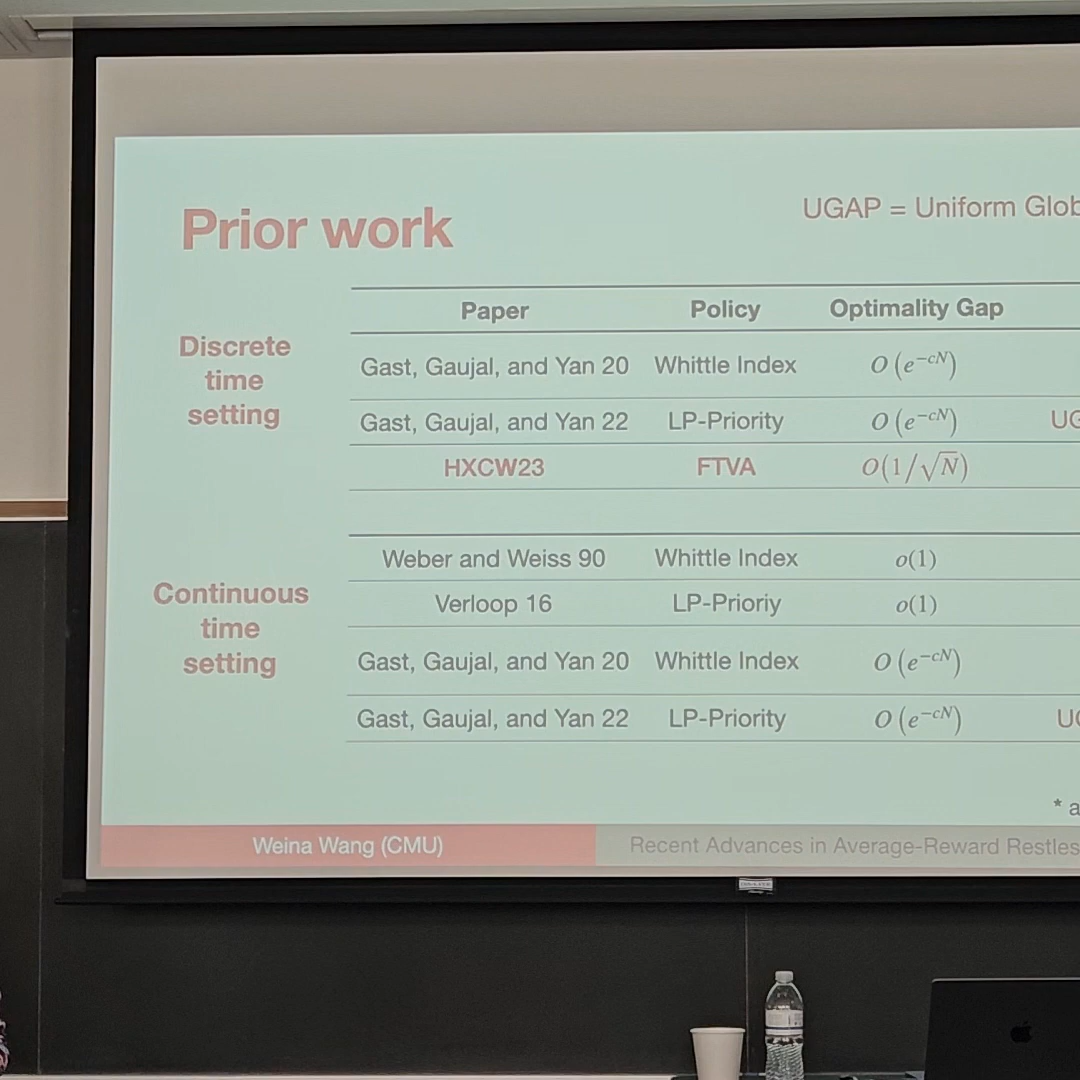 Prior work
UGAP = Uniform Glob
Paper Policy Optimality Gap
Discrete
time
setting
Gast, Gaujal, and Yan 20 Whittle Index O(e^{-cN})
Gast, Gaujal, and Yan 22 LP-Priority O(e^{-cN}) UG
HXCW23 FTVA O(1/√N)
Continuous
time
setting
Weber and Weiss 90 Whittle Index o(1)
Verloop 16 LP-Prioriy o(1)
Gast, Gaujal, and Yan 20 Whittle Index O(e^{-cN})
Gast, Gaujal, and Yan 22 LP-Priority O(e^{-cN}) UG
* a
Weina Wang (CMU) Recent Advances in Average-Reward Restles